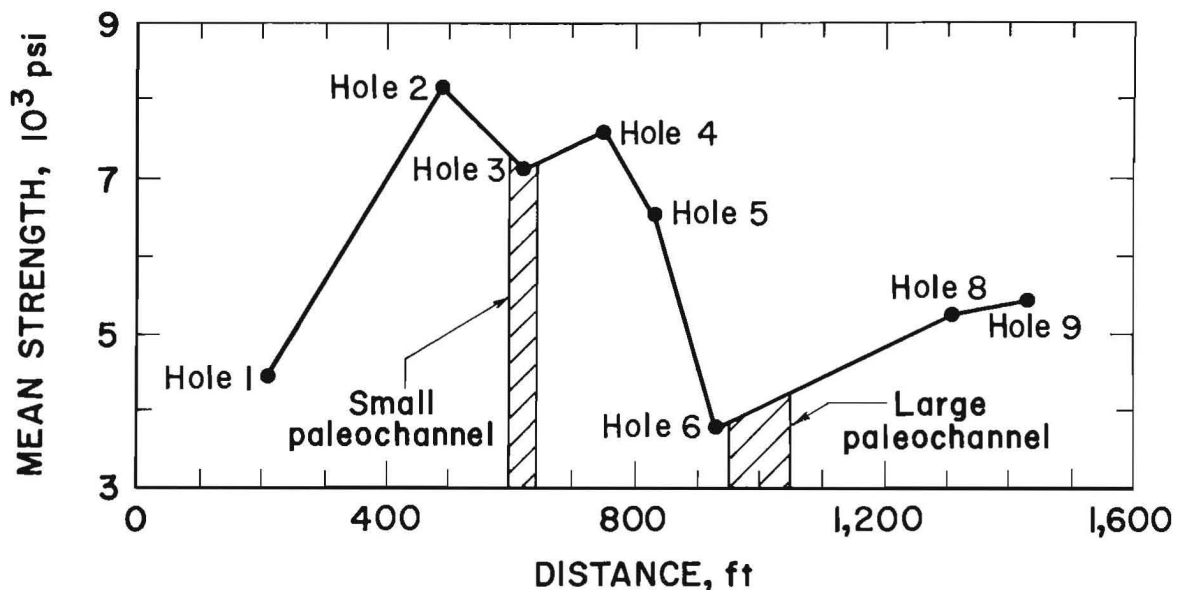 MEAN STRENGTH, 10³ psi
9
7
5
3
Hole 1
Hole 2
Hole 3
Hole 4
Hole 5
Hole 6
Hole 8
Hole 9
Small
paleochannel
Large
paleochannel
0
400
800
1,200
1,600
DISTANCE, ft